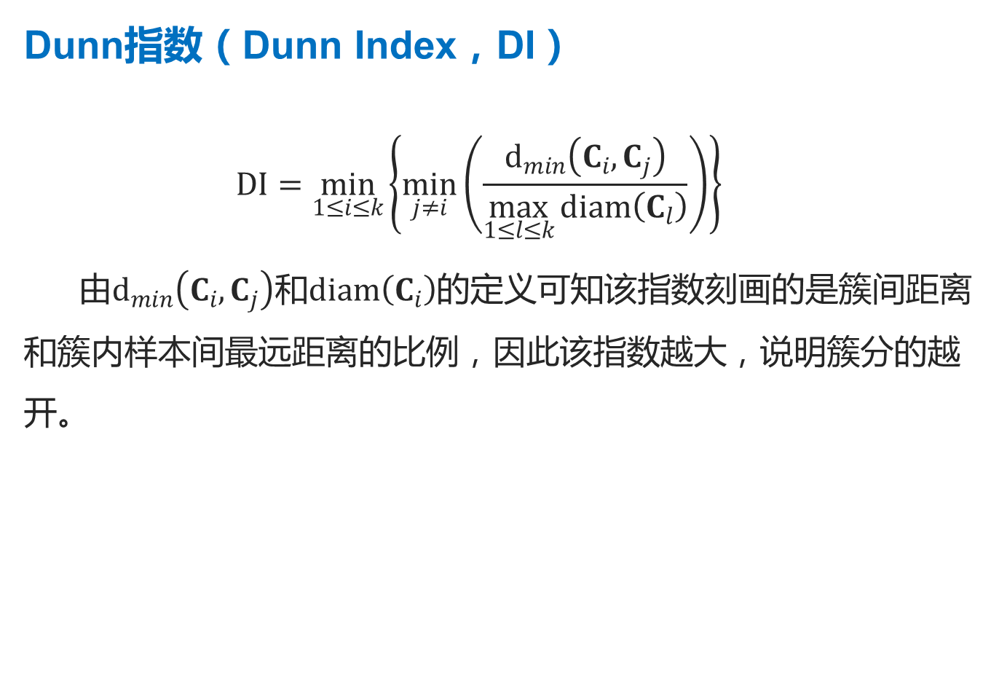 Dunn指数（Dunn Index，DI）
$$\mathrm{DI} = \min_{1 \le i \le k} \left\{ \min_{j \ne i} \left( \frac{\mathrm{d}_{min}(\mathbf{C}_i, \mathbf{C}_j)}{\max_{1 \le l \le k} \mathrm{diam}(\mathbf{C}_l)} \right) \right\}$$
由$\mathrm{d}_{min}(\mathbf{C}_i, \mathbf{C}_j)$和$\mathrm{diam}(\mathbf{C}_i)$的定义可知该指数刻画的是簇间距离
和簇内样本间最远距离的比例，因此该指数越大，说明簇分的越
开。